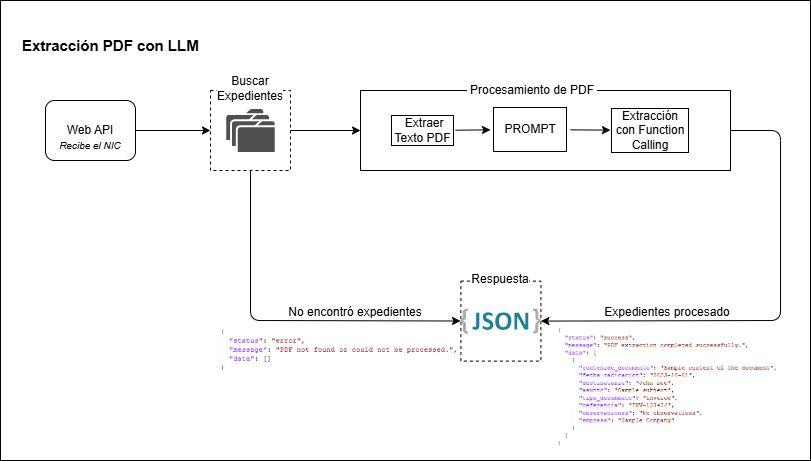 Extracción PDF con LLM
Buscar
Expedientes
Procesamiento de PDF
Web API
Recibe el NIC
Extraer
Texto PDF
PROMPT
Extracción
con Function
Calling
Respuesta
No encontró expedientes
{JSON}
Expedientes procesado
{
"status": "error",
"message": "PDF not found or could not be processed.",
"data": []
}
{
"status": "success",
"message": "PDF extraction completed successfully.",
"data": [
{
"contenido_documento": "Sample content of the document",
"fecha_radicacion": "2023-10-01",
"destinatario": "John Doe",
"asunto": "Sample subject",
"tipo_documento": "Invoice",
"referencia":
"observaciones": "No observations",
"empresa": "Sample Company"
}
]
}